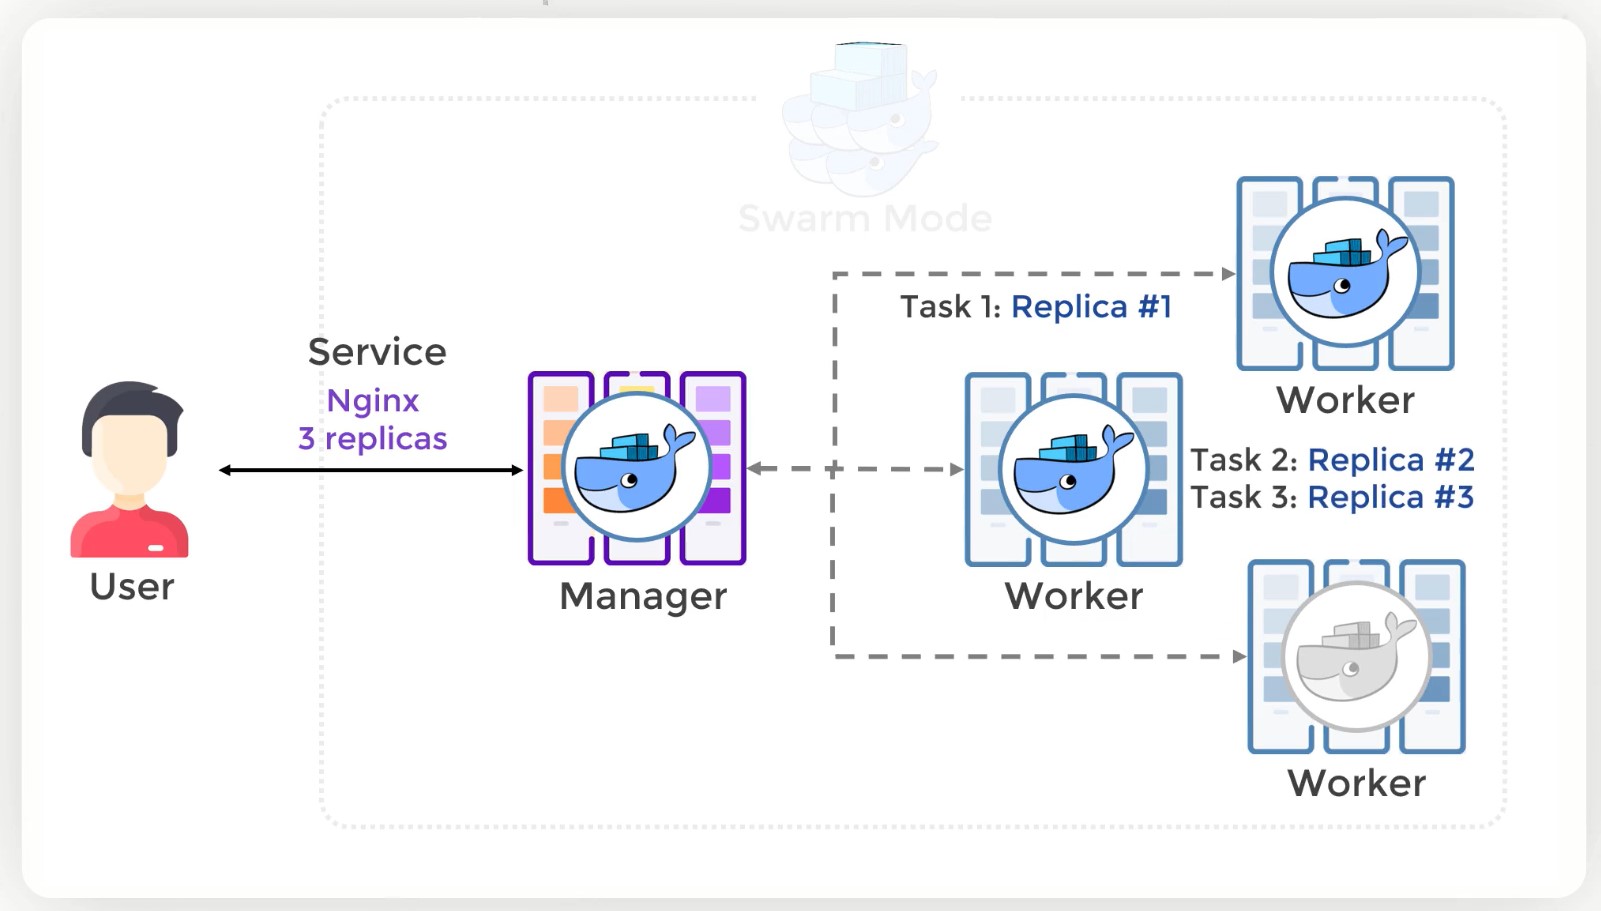 Swarm Mode
Task 1: Replica #1
Service
Nginx
3 replicas
Worker
Task 2: Replica #2
Task 3: Replica #3
User
Manager
Worker
Worker